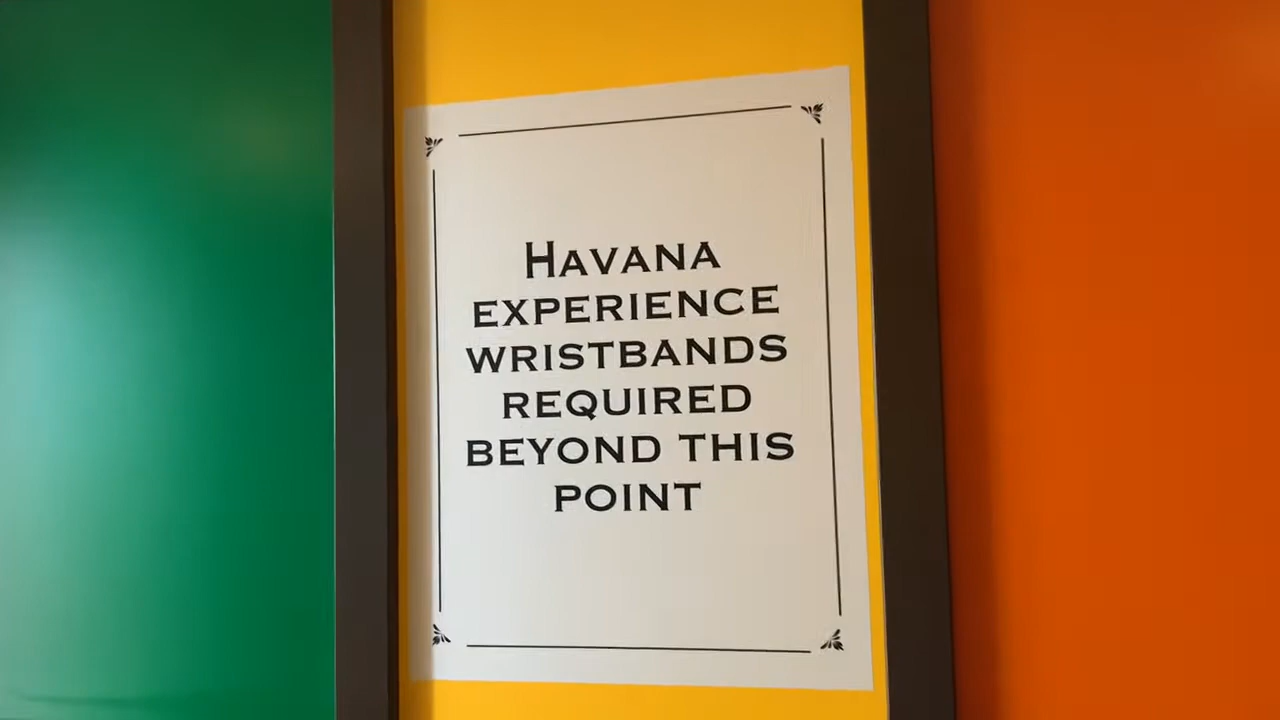 HAVANA
EXPERIENCE
WRISTBANDS
REQUIRED
BEYOND THIS
POINT